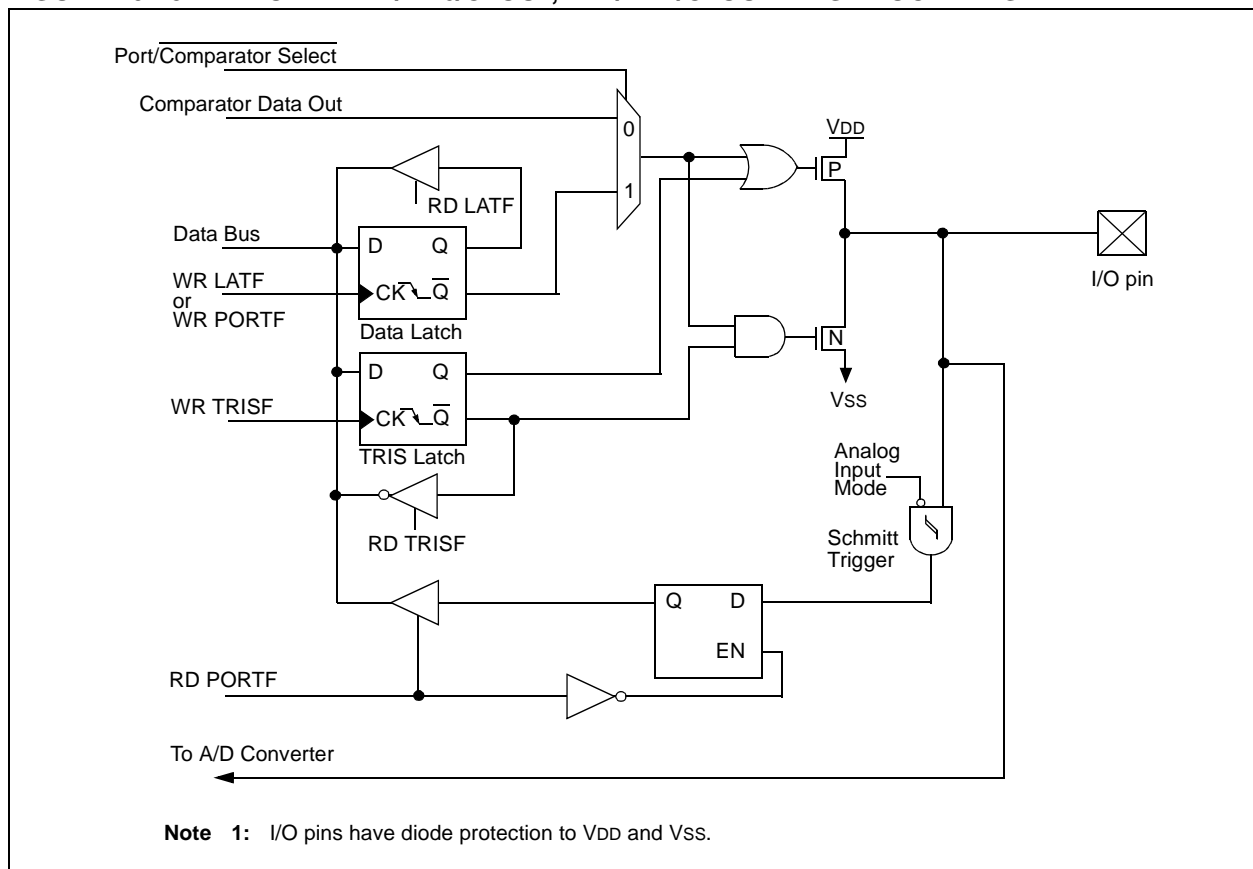 Port/Comparator Select
Comparator Data Out
0
1
VDD
P
RD LATF
Data Bus
D Q
WR LATF
or
WR PORTF
CK Q
Data Latch
I/O pin
N
VSS
D Q
WR TRISF
CK Q
TRIS Latch
RD TRISF
Analog
Input
Mode
Schmitt
Trigger
Q D
EN
RD PORTF
To A/D Converter
Note 1: I/O pins have diode protection to VDD and VSS.